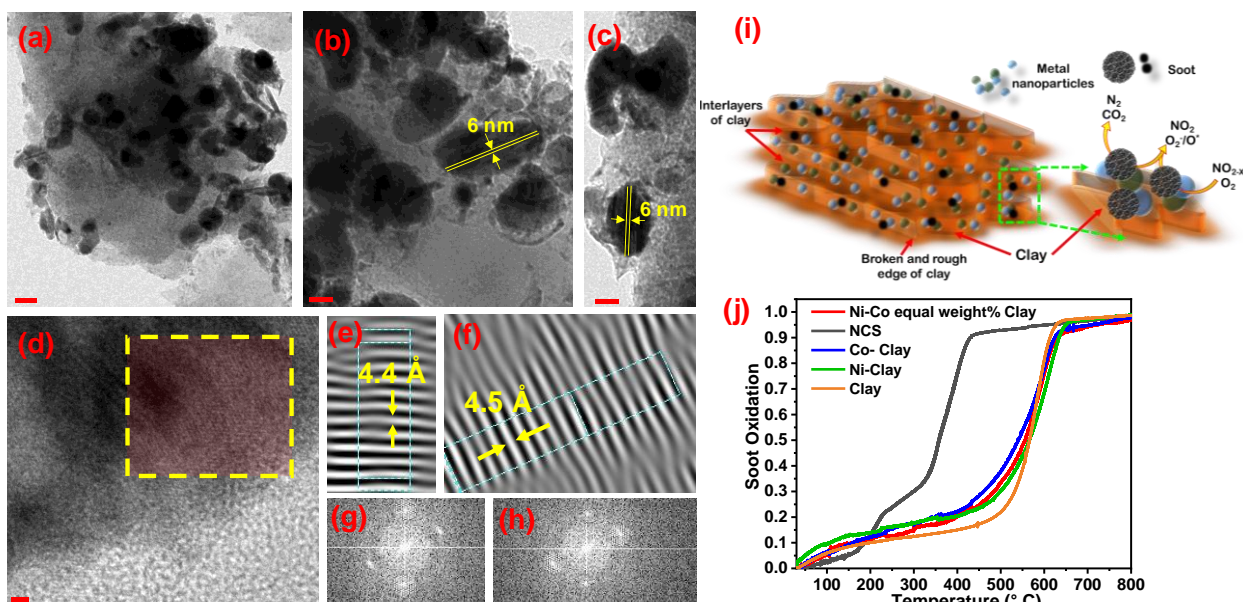 (a)
(b)
6 nm
(c)
6 nm
(d)
(e)
4.4 Å
(f)
4.5 Å
(g)
(h)
(i)
Metal
nanoparticles
Soot
Interlayers
of clay
N2
CO2
NO2
O2-/O*
NO2-x
O2
Clay
Broken and rough
edge of clay
(j)
Ni-Co equal weight% Clay
NCS
Co- Clay
Ni-Clay
Clay
Soot Oxidation
1.0
0.9
0.8
0.7
0.6
0.5
0.4
0.3
0.2
0.1
0.0
100 200 300 400 500 600 700 800
Temperature (° C)